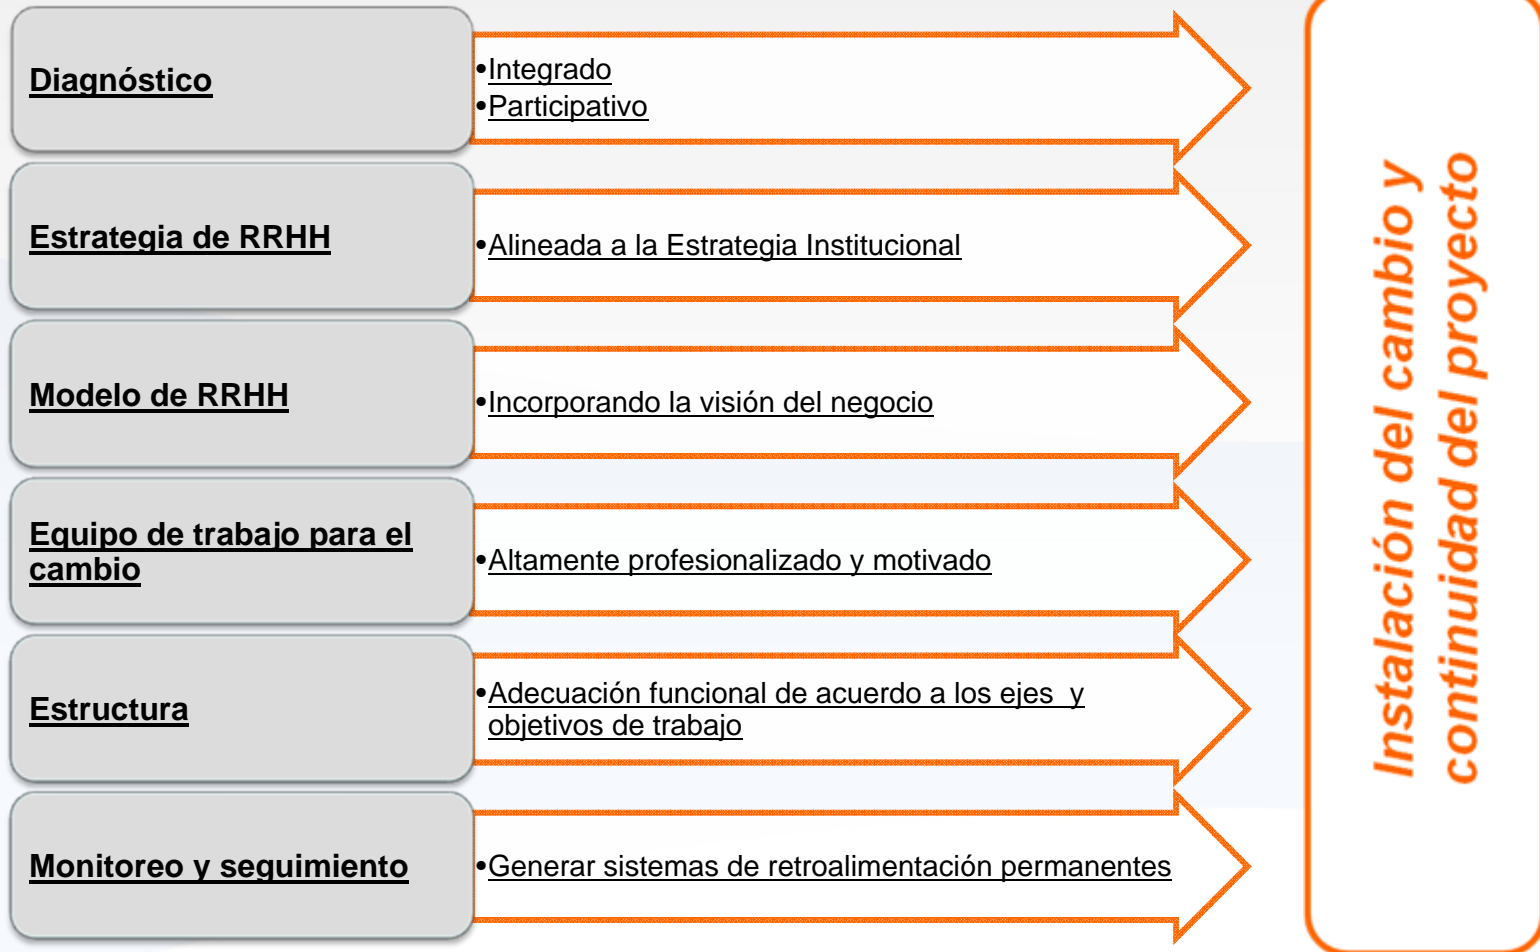 Diagnóstico
•Integrado
•Participativo
Estrategia de RRHH
•Alineada a la Estrategia Institucional
Modelo de RRHH
•Incorporando la visión del negocio
Equipo de trabajo para el
cambio
•Altamente profesionalizado y motivado
Estructura
•Adecuación funcional de acuerdo a los ejes  y
objetivos de trabajo
Monitoreo y seguimiento
•Generar sistemas de retroalimentación permanentes
Instalación del cambio y
continuidad del proyecto